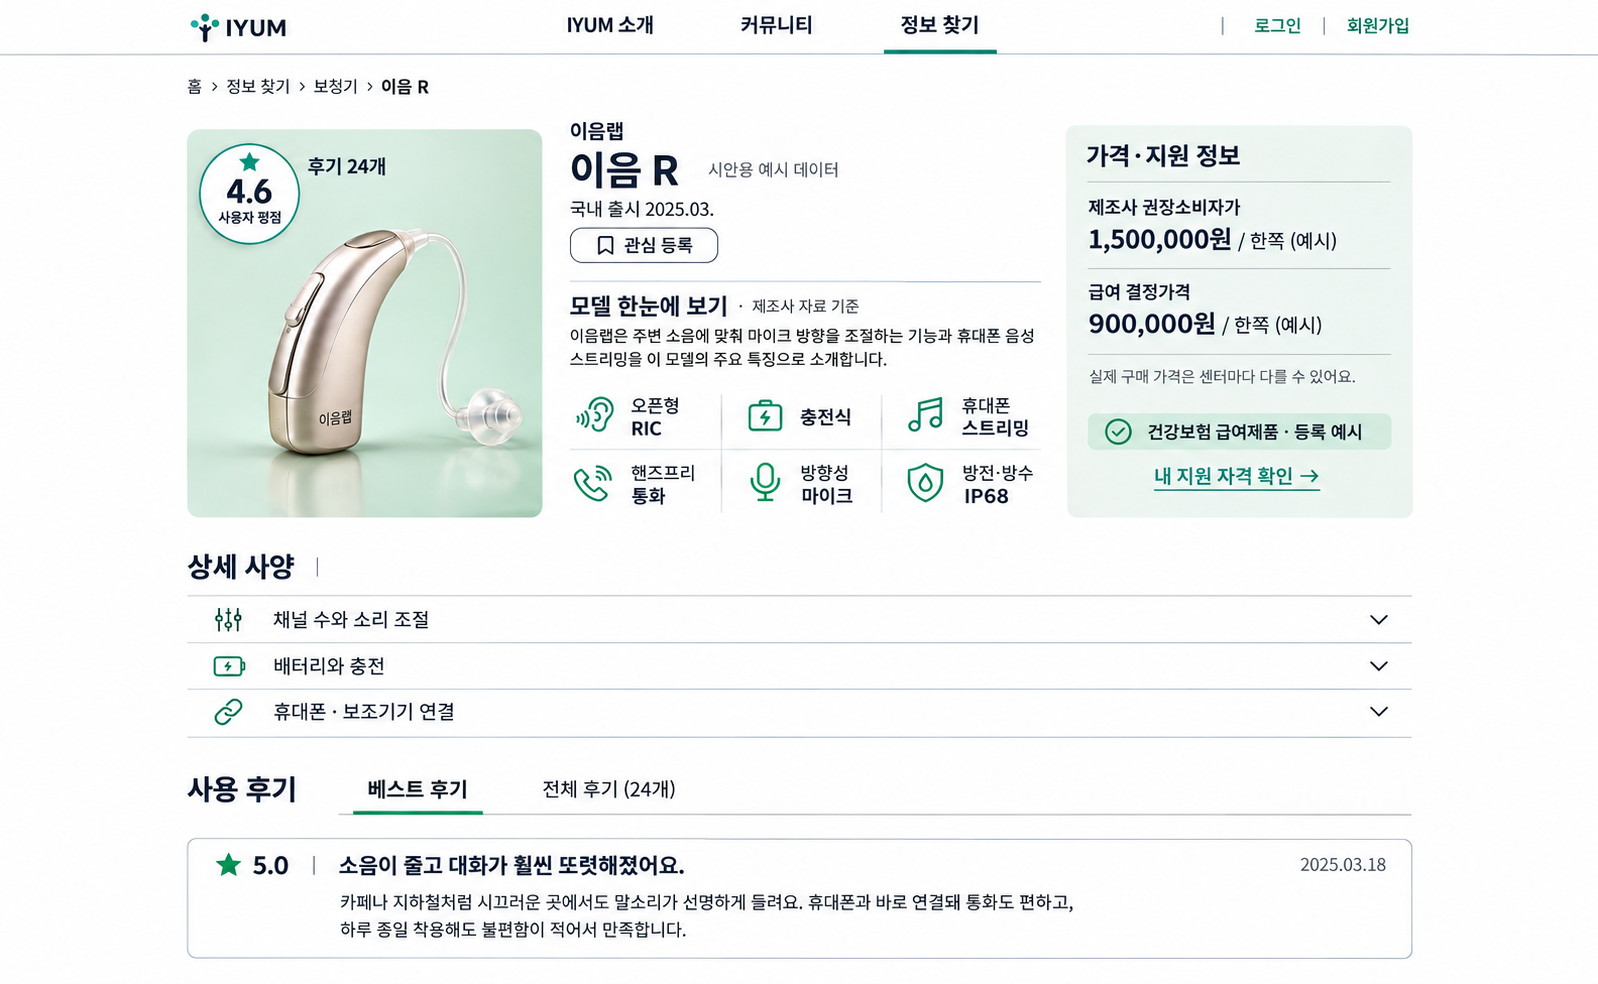 IYUM
IYUM 소개
커뮤니티
정보 찾기
로그인
회원가입
홈 › 정보 찾기 › 보청기 › 이음 R
4.6
사용자 평점
후기 24개
이음랩
이음랩
이음 R
시안용 예시 데이터
국내 출시 2025.03.
관심 등록
모델 한눈에 보기 · 제조사 자료 기준
이음랩은 주변 소음에 맞춰 마이크 방향을 조절하는 기능과 휴대폰 음성
스트리밍을 이 모델의 주요 특징으로 소개합니다.
오픈형
RIC
충전식
휴대폰
스트리밍
핸즈프리
통화
방향성
마이크
방전·방수
IP68
가격·지원 정보
제조사 권장소비자가
1,500,000원 / 한쪽 (예시)
급여 결정가격
900,000원 / 한쪽 (예시)
실제 구매 가격은 센터마다 다를 수 있어요.
건강보험 급여제품 · 등록 예시
내 지원 자격 확인 →
상세 사양
채널 수와 소리 조절
배터리와 충전
휴대폰 · 보조기기 연결
사용 후기
베스트 후기
전체 후기 (24개)
5.0
소음이 줄고 대화가 훨씬 또렷해졌어요.
2025.03.18
카페나 지하철처럼 시끄러운 곳에서도 말소리가 선명하게 들려요. 휴대폰과 바로 연결돼 통화도 편하고,
하루 종일 착용해도 불편함이 적어서 만족합니다.